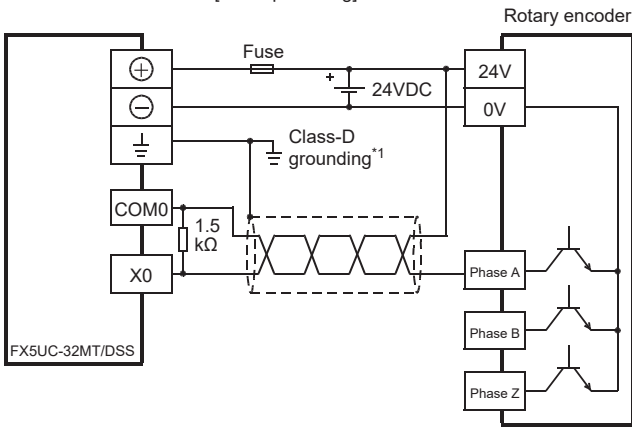 Rotary encoder
Fuse
24V
24VDC
0V
Class-D
grounding*1
COM0
1.5
kΩ
X0
Phase A
Phase B
Phase Z
FX5UC-32MT/DSS